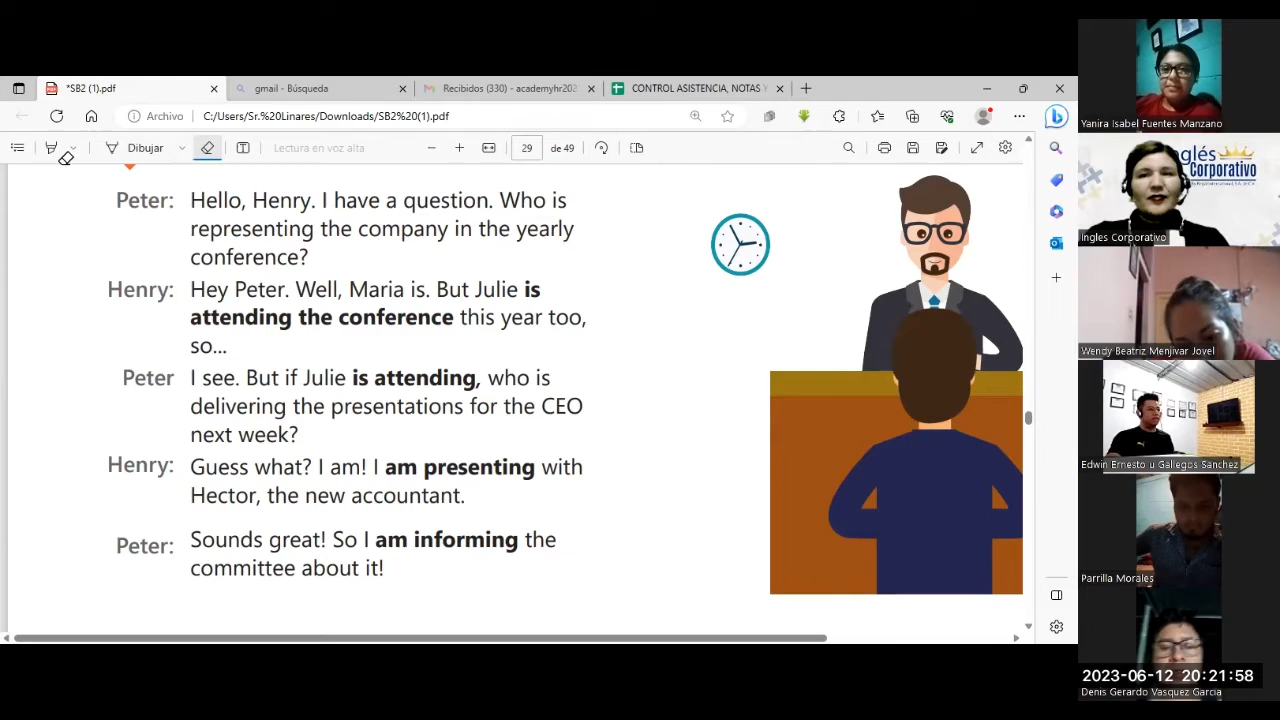 *SB2 (1).pdf
gmail - Búsqueda
Recibidos (330) - academyhr202
CONTROL ASISTENCIA, NOTAS Y
Archivo
C:/Users/Sr.%20Linares/Downloads/SB2%20(1).pdf
Dibujar
Lectura en voz alta
29 de 49
Peter: Hello, Henry. I have a question. Who is
representing the company in the yearly
conference?
Henry: Hey Peter. Well, Maria is. But Julie is
attending the conference this year too,
so...
Peter I see. But if Julie is attending, who is
delivering the presentations for the CEO
next week?
Henry: Guess what? I am! I am presenting with
Hector, the new accountant.
Peter: Sounds great! So I am informing the
committee about it!
Yanira Isabel Fuentes Manzano
Inglés
Corporativo
Ingles Corporativo
Wendy Beatriz Menjivar Jovel
Edwin Ernesto u Gallegos Sanchez
Parrilla Morales
2023-06-12 20:21:58
Denis Gerardo Vasquez Garcia